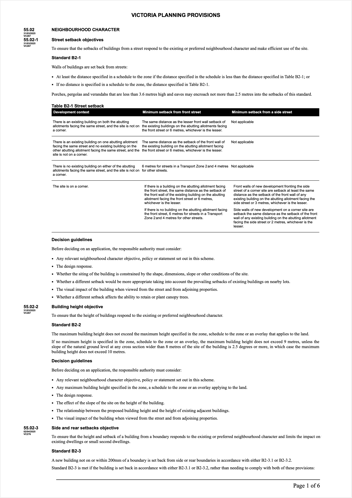 VICTORIA PLANNING PROVISIONS
55.02
NEIGHBOURHOOD CHARACTER
55.02-1
Street setback objectives
To ensure that the setbacks of buildings from a street respond to the existing or preferred neighbourhood character and make efficient use of the site.
Standard B2-1
Walls of buildings are set back from streets:
• At least the distance specified in a schedule to the zone if the distance specified in the schedule is less than the distance specified in Table B2-1; or
• If no distance is specified in a schedule to the zone, the distance specified in Table B2-1.
Porches, pergolas and verandahs that are less than 3.6 metres high and eaves may encroach not more than 2.5 metres into the setbacks of this standard.
Table B2-1 Street setback
Development context Minimum setback from front street Minimum setback from a side street
There is an existing building on both the abutting
allotments facing the same street, and the site is not on
a corner.
The same distance as the lesser front wall setback of
the existing buildings on the abutting allotments facing
the front street or 6 metres, whichever is the lesser.
Not applicable
There is an existing building on one abutting allotment
facing the same street and no existing building on the
other abutting allotment facing the same street, and the
site is not on a corner.
The same distance as the setback of the front wall of
the existing building on the abutting allotment facing
the front street or 6 metres, whichever is the lesser.
Not applicable
There is no existing building on either of the abutting
allotments facing the same street, and the site is not on
a corner.
6 metres for streets in a Transport Zone 2 and 4 metres
for other streets.
Not applicable
The site is on a corner.
If there is a building on the abutting allotment facing
the front street, the same distance as the setback of
the front wall of the existing building on the abutting
allotment facing the front street or 6 metres,
whichever is the lesser.
If there is no building on the abutting allotment facing
the front street, 6 metres for streets in a Transport
Zone 2 and 4 metres for other streets.
Front walls of new development fronting the side
street of a corner site are setback at least the same
distance as the setback of the front wall of any
existing building on the abutting allotment facing the
side street or 3 metres, whichever is the lesser.
Side walls of new development on a corner site are
setback the same distance as the setback of the front
wall of any existing building on the abutting allotment
facing the side street or 2 metres, whichever is the
lesser.
Decision guidelines
Before deciding on an application, the responsible authority must consider:
• Any relevant neighbourhood character objective, policy or statement set out in this scheme.
• The design response.
• Whether the siting of the building is constrained by the shape, dimensions, slope or other conditions of the site.
• Whether a different setback would be more appropriate taking into account the prevailing setbacks of existing buildings on nearby lots.
• The visual impact of the building when viewed from the street and from adjoining properties.
• Whether a different setback affects the ability to retain or plant canopy trees.
55.02-2
Building height objective
To ensure that the height of buildings respond to the existing or preferred neighbourhood character.
Standard B2-2
The maximum building height does not exceed the maximum height specified in the zone, schedule to the zone or an overlay that applies to the land.
If no maximum height is specified in the zone, schedule to the zone or an overlay, the maximum building height does not exceed 9 metres, unless the
slope of the natural ground level at any cross section wider than 8 metres of the site of the building is 2.5 degrees or more, in which case the maximum
building height does not exceed 10 metres.
Decision guidelines
Before deciding on an application, the responsible authority must consider:
• Any relevant neighbourhood character objective, policy or statement set out in this scheme.
• Any maximum building height specified in the zone, a schedule to the zone or an overlay applying to the land.
• The design response.
• The effect of the slope of the site on the height of the building.
• The relationship between the proposed building height and the height of existing adjacent buildings.
• The visual impact of the building when viewed from the street and from adjoining properties.
55.02-3
Side and rear setbacks objective
To ensure that the height and setback of a building from a boundary responds to the existing or preferred neighbourhood character and limits the impact on
existing dwellings or small second dwellings.
Standard B2-3
A new building not on or within 200mm of a boundary is set back from side or rear boundaries in accordance with either B2-3.1 or B2-3.2.
Standard B2-3 is met if the building is set back in accordance with either B2-3.1 or B2-3.2, rather than needing to comply with both of these provisions:
Page 1 of 6